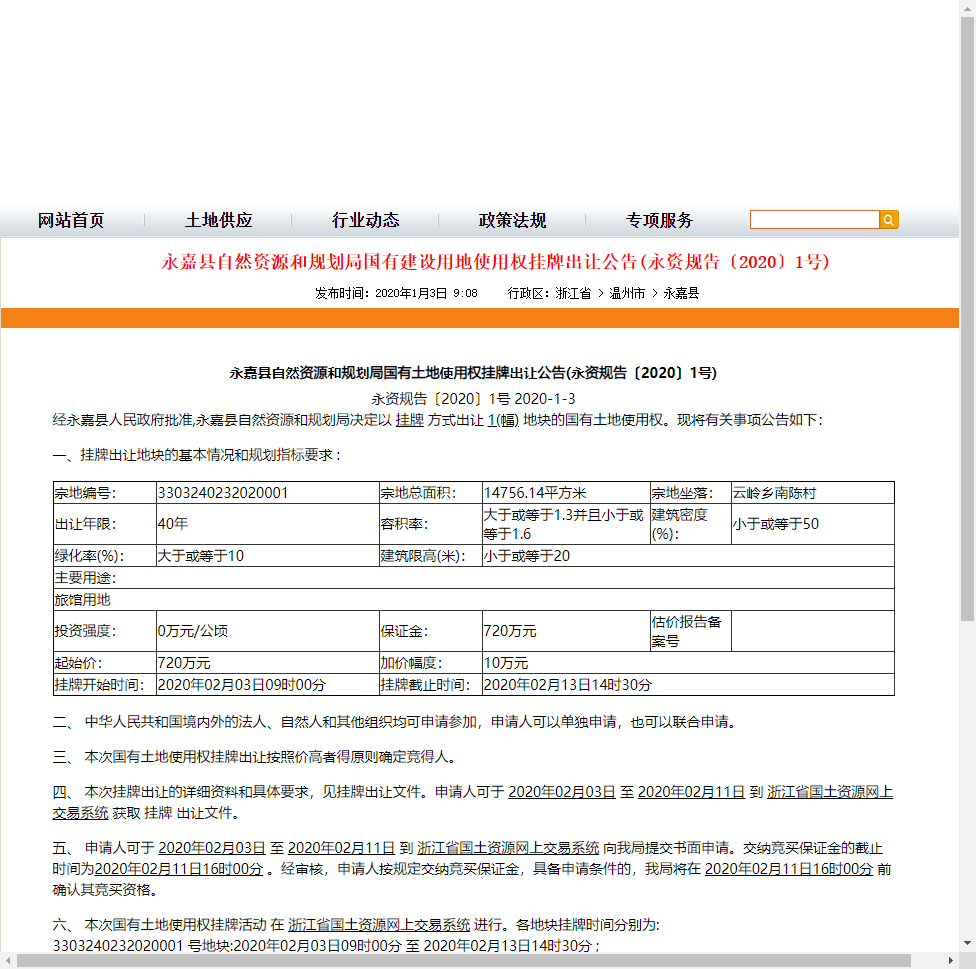 网站首页 土地供应 行业动态 政策法规 专项服务
永嘉县自然资源和规划局国有建设用地使用权挂牌出让公告(永资规告〔2020〕1号)
发布时间：2020年1月3日 9:08 行政区：浙江省 > 温州市 > 永嘉县
永嘉县自然资源和规划局国有土地使用权挂牌出让公告(永资规告〔2020〕1号)
永资规告〔2020〕1号 2020-1-3
经永嘉县人民政府批准,永嘉县自然资源和规划局决定以 挂牌 方式出让 1(幅) 地块的国有土地使用权。现将有关事项公告如下：
一、挂牌出让地块的基本情况和规划指标要求：
宗地编号： 3303240232020001 宗地总面积： 14756.14平方米 宗地坐落： 云岭乡南陈村
出让年限： 40年 容积率： 大于或等于1.3并且小于或等于1.6 建筑密度(%)： 小于或等于50
绿化率(%)： 大于或等于10 建筑限高(米)： 小于或等于20
主要用途：
旅馆用地
投资强度： 0万元/公顷 保证金： 720万元 估价报告备案号
起始价： 720万元 加价幅度： 10万元
挂牌开始时间： 2020年02月03日09时00分 挂牌截止时间： 2020年02月13日14时30分
二、 中华人民共和国境内外的法人、自然人和其他组织均可申请参加，申请人可以单独申请，也可以联合申请。
三、 本次国有土地使用权挂牌出让按照价高者得原则确定竞得人。
四、 本次挂牌出让的详细资料和具体要求，见挂牌出让文件。申请人可于 2020年02月03日 至 2020年02月11日 到 浙江省国土资源网上
交易系统 获取 挂牌 出让文件。
五、 申请人可于 2020年02月03日 至 2020年02月11日 到 浙江省国土资源网上交易系统 向我局提交书面申请。交纳竞买保证金的截止
时间为2020年02月11日16时00分 。经审核，申请人按规定交纳竞买保证金，具备申请条件的，我局将在 2020年02月11日16时00分 前
确认其竞买资格。
六、 本次国有土地使用权挂牌活动 在 浙江省国土资源网上交易系统 进行。各地块挂牌时间分别为:
3303240232020001 号地块:2020年02月03日09时00分 至 2020年02月13日14时30分；